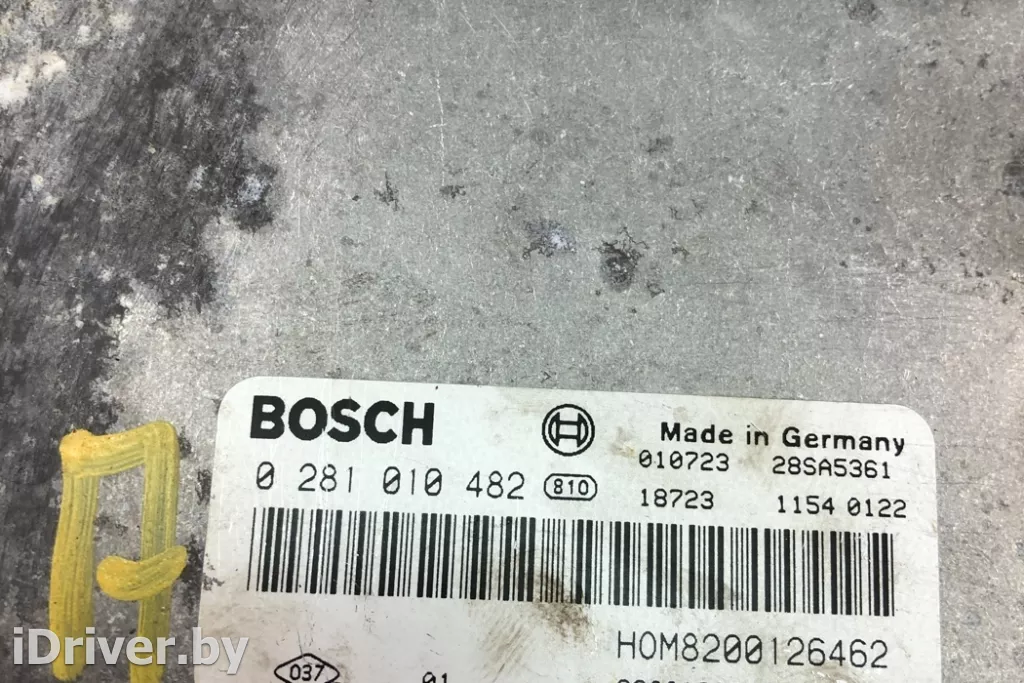 BOSCH
Made in Germany
010723 28SA5361
0 281 010 482 810
18723 1154 0122
HOM8200126462
037 01
iDriver.by